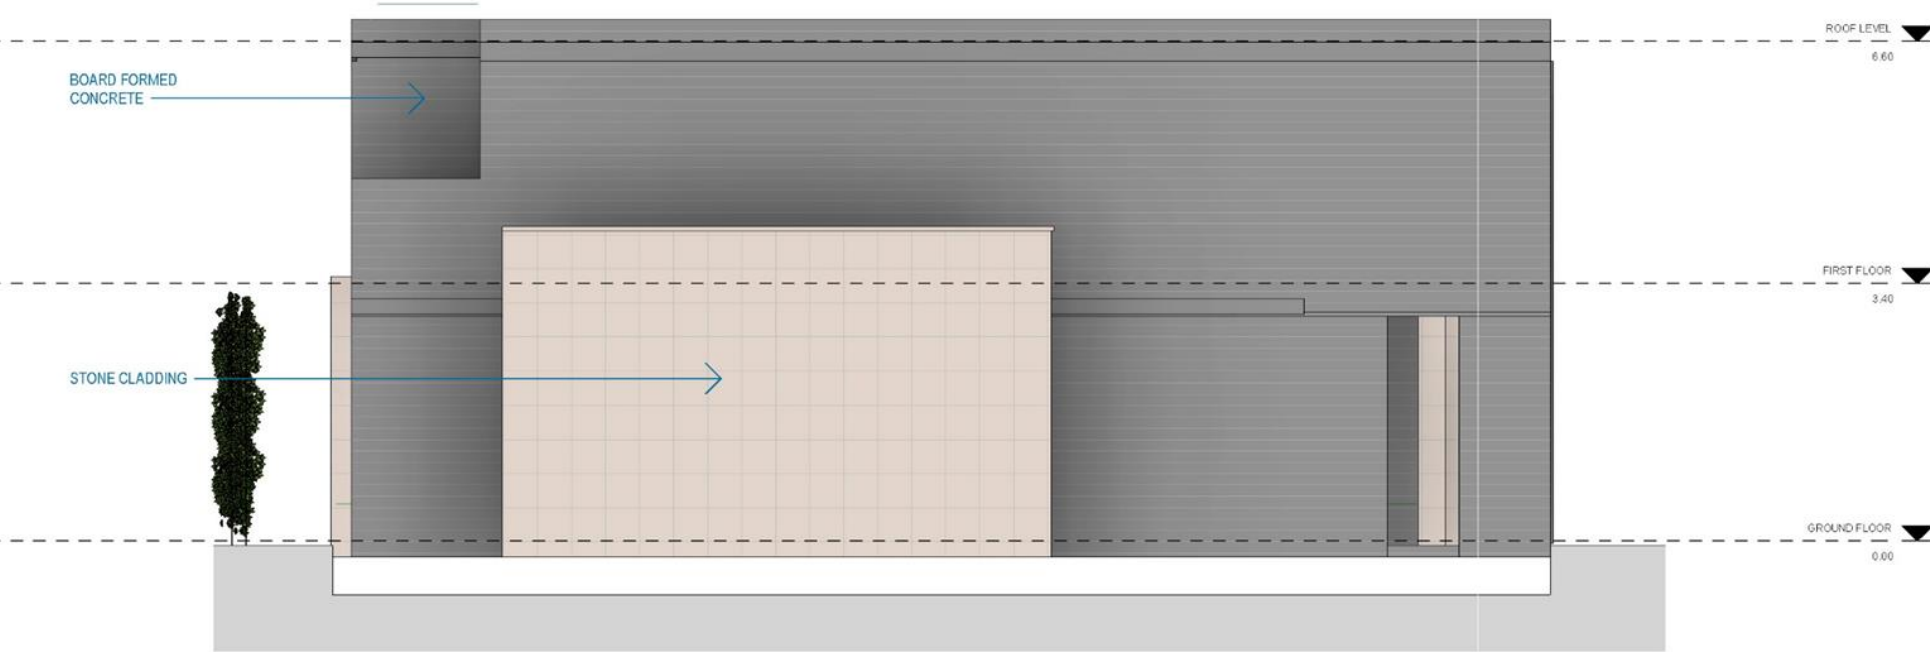 ROOF LEVEL
6.60
BOARD FORMED
CONCRETE
FIRST FLOOR
3.40
STONE CLADDING
GROUND FLOOR
0.00